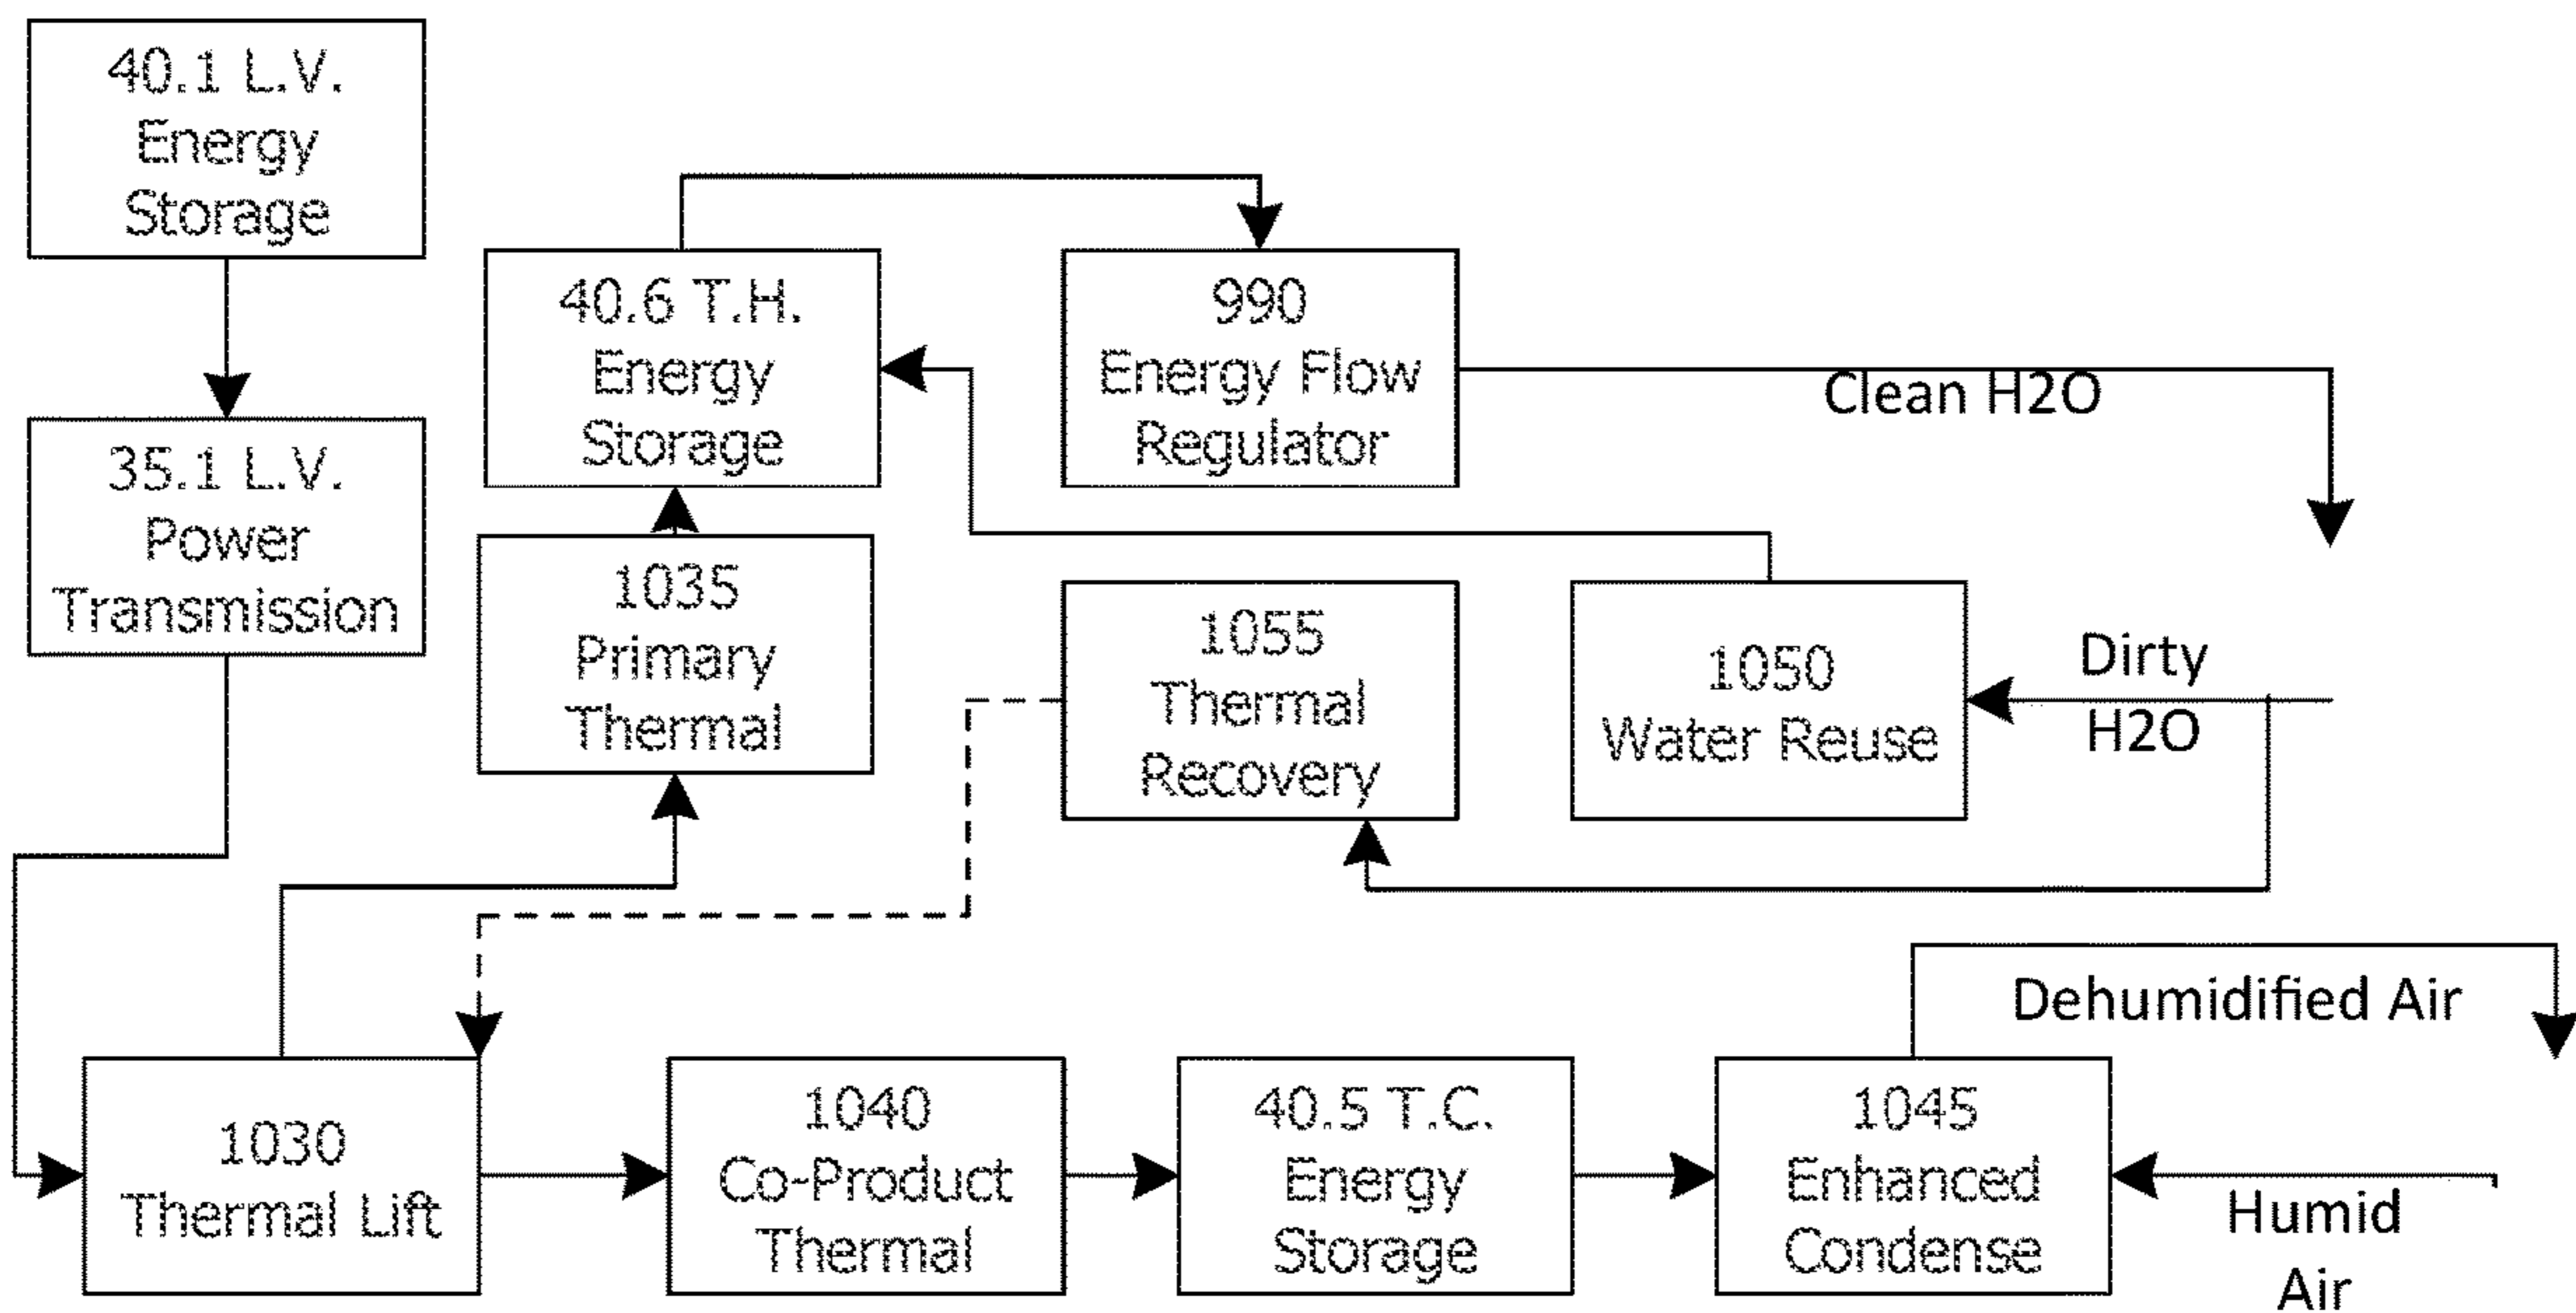 40.1 L.V.
Energy
Storage
40.6 T.H.
Energy
Storage
990
Energy Flow
Regulator
Clean H2O
35.1 L.V.
Power
Transmission
1035
Primary
Thermal
1055
Thermal
Recovery
1050
Water Reuse
Dirty
H2O
Dehumidified Air
1030
Thermal Lift
1040
Co-Product
Thermal
40.5 T.C.
Energy
Storage
1045
Enhanced
Condense
Humid
Air